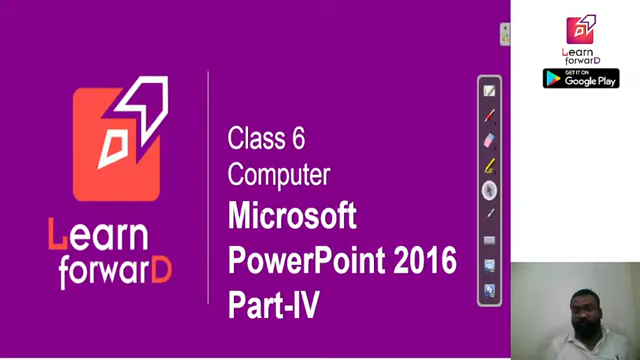 Learn
forwarD
Class 6
Computer
Microsoft
PowerPoint 2016
Part-IV
Learn
forwarD
GET IT ON
Google Play